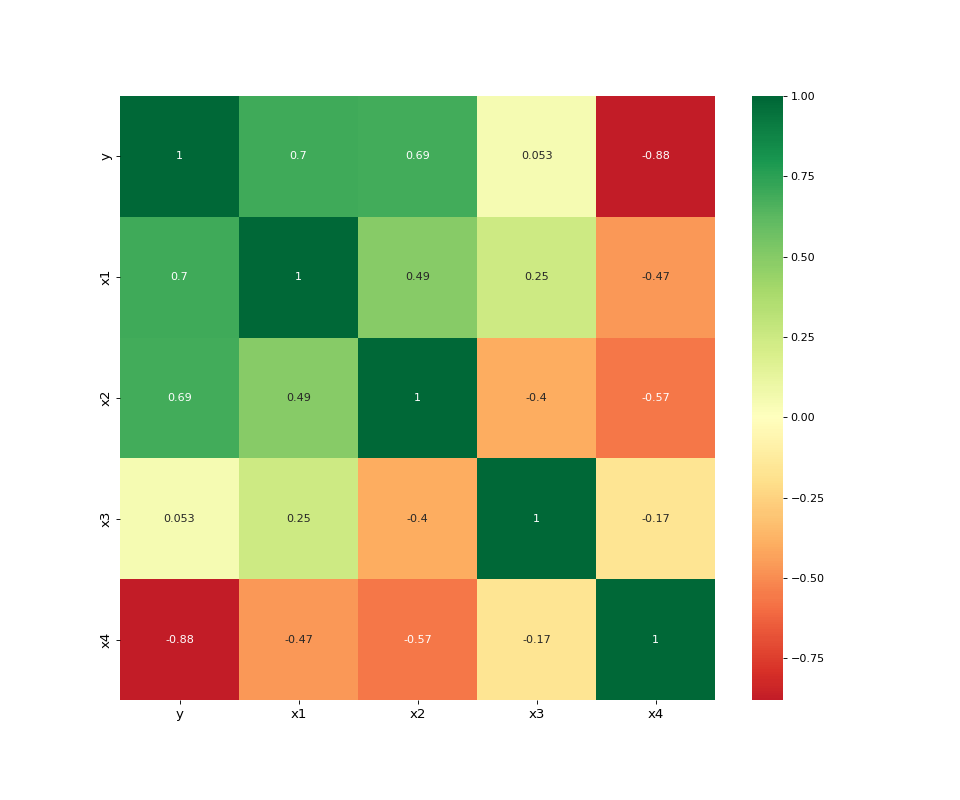 y 1 0.7 0.69 0.053 -0.88
x1 0.7 1 0.49 0.25 -0.47
x2 0.69 0.49 1 -0.4 -0.57
x3 0.053 0.25 -0.4 1 -0.17
x4 -0.88 -0.47 -0.57 -0.17 1
y x1 x2 x3 x4
1.00
0.75
0.50
0.25
0.00
−0.25
−0.50
−0.75